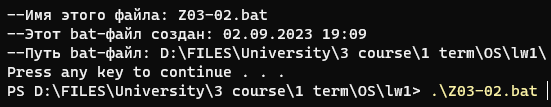 --Имя этого файла: Z03-02.bat
--Этот bat-файл создан: 02.09.2023 19:09
--Путь bat-файл: D:\FILES\University\3 course\1 term\OS\lw1\
Press any key to continue . . .
PS D:\FILES\University\3 course\1 term\OS\lw1> .\Z03-02.bat